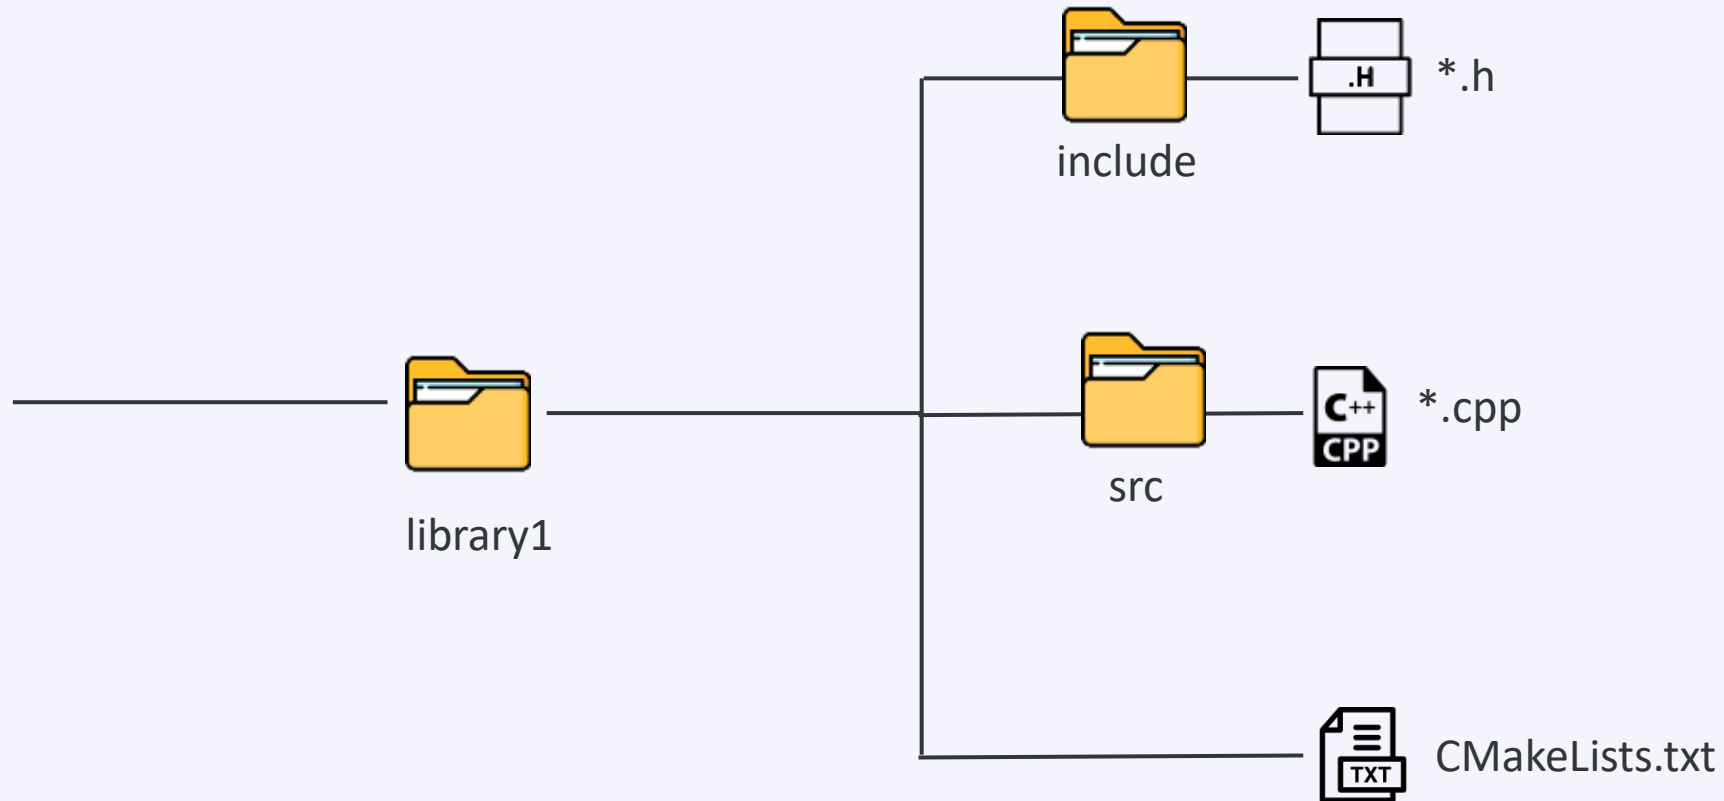 .H
*.h
include
C++
CPP
*.cpp
src
library1
TXT
CMakeLists.txt